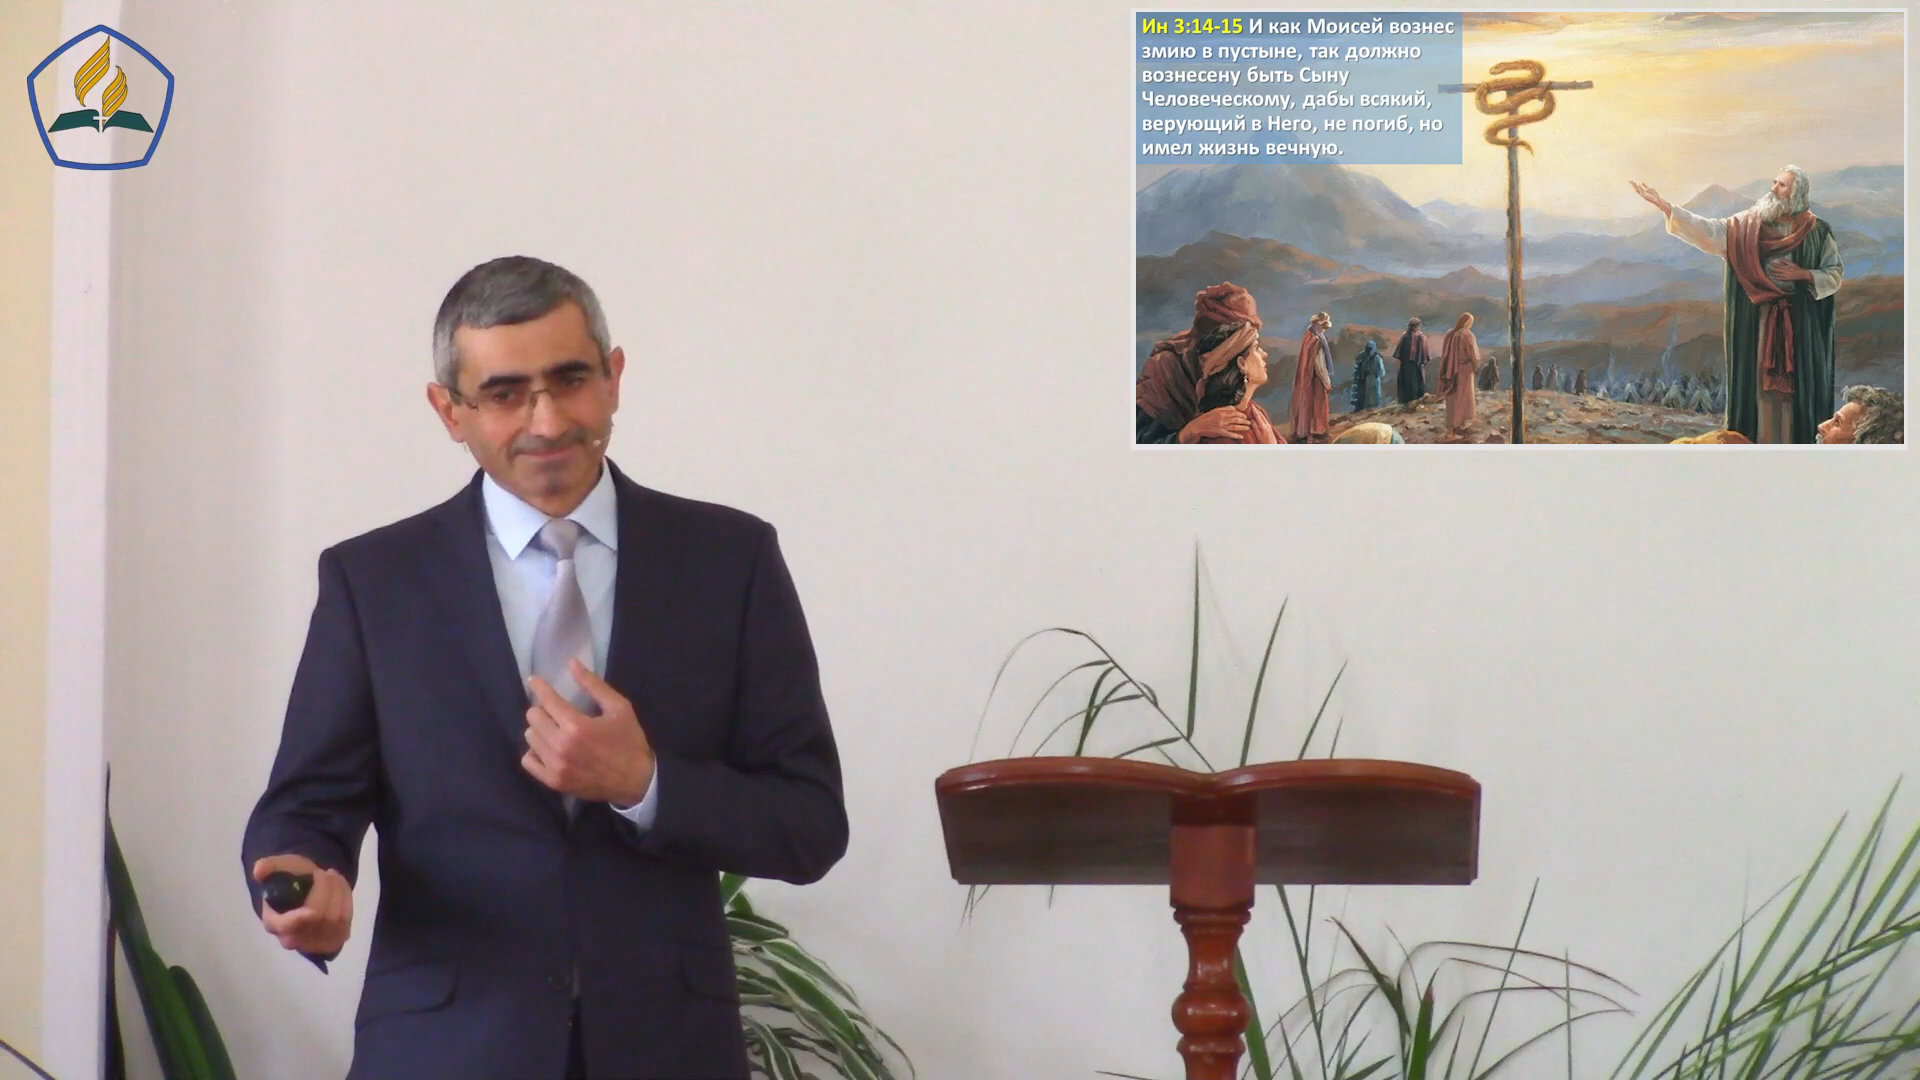 Ин 3:14-15 И как Моисей вознес
змию в пустыне, так должно
вознесену быть Сыну
Человеческому, дабы всякий,
верующий в Него, не погиб, но
имел жизнь вечную.